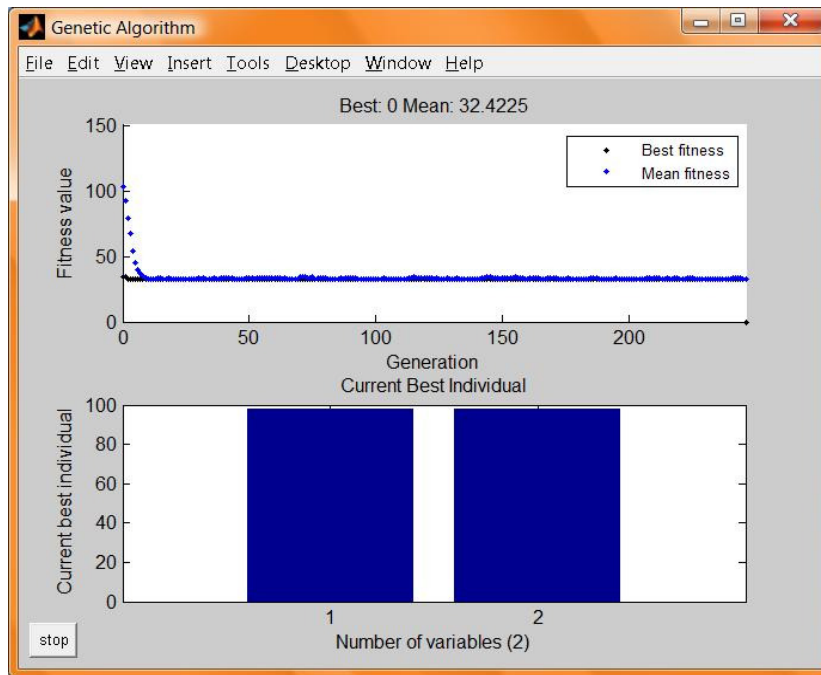 Genetic Algorithm
File Edit View Insert Tools Desktop Window Help
Best: 0 Mean: 32.4225
150
100
50
0
Fitness value
Best fitness
Mean fitness
0 50 100 150 200
Generation
Current Best Individual
100
80
60
40
20
0
Current best individual
1 2
Number of variables (2)
stop